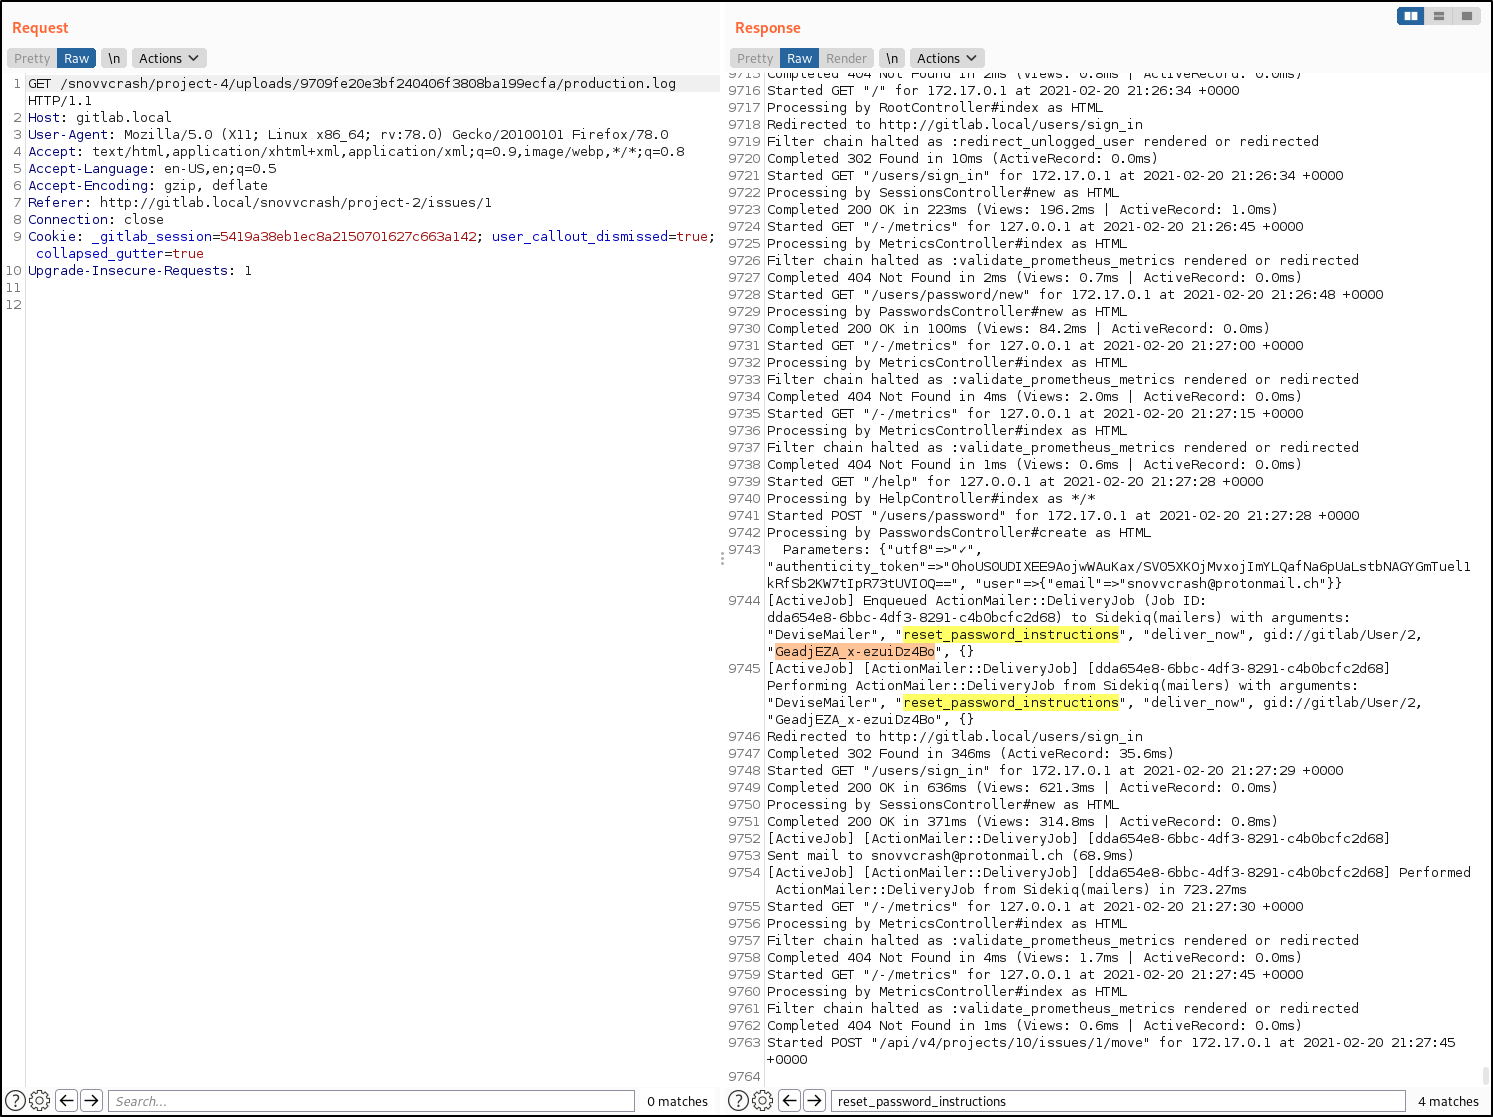 Request
Pretty Raw \n Actions
1 GET /snovvcrash/project-4/uploads/9709fe20e3bf240406f3808ba199ecfa/production.log
HTTP/1.1
2 Host: gitlab.local
3 User-Agent: Mozilla/5.0 (X11; Linux x86_64; rv:78.0) Gecko/20100101 Firefox/78.0
4 Accept: text/html,application/xhtml+xml,application/xml;q=0.9,image/webp,*/*;q=0.8
5 Accept-Language: en-US,en;q=0.5
6 Accept-Encoding: gzip, deflate
7 Referer: http://gitlab.local/snovvcrash/project-2/issues/1
8 Connection: close
9 Cookie: _gitlab_session=5419a38eb1ec8a2150701627c663a142; user_callout_dismissed=true;
collapsed_gutter=true
10 Upgrade-Insecure-Requests: 1
11
12
Search...
0 matches
Response
Pretty Raw Render \n Actions
9715 Completed 404 Not Found in 2ms (Views: 0.8ms | ActiveRecord: 0.0ms)
9716 Started GET "/" for 172.17.0.1 at 2021-02-20 21:26:34 +0000
9717 Processing by RootController#index as HTML
9718 Redirected to http://gitlab.local/users/sign_in
9719 Filter chain halted as :redirect_unlogged_user rendered or redirected
9720 Completed 302 Found in 10ms (ActiveRecord: 0.0ms)
9721 Started GET "/users/sign_in" for 172.17.0.1 at 2021-02-20 21:26:34 +0000
9722 Processing by SessionsController#new as HTML
9723 Completed 200 OK in 223ms (Views: 196.2ms | ActiveRecord: 1.0ms)
9724 Started GET "/-/metrics" for 127.0.0.1 at 2021-02-20 21:26:45 +0000
9725 Processing by MetricsController#index as HTML
9726 Filter chain halted as :validate_prometheus_metrics rendered or redirected
9727 Completed 404 Not Found in 2ms (Views: 0.7ms | ActiveRecord: 0.0ms)
9728 Started GET "/users/password/new" for 172.17.0.1 at 2021-02-20 21:26:48 +0000
9729 Processing by PasswordsController#new as HTML
9730 Completed 200 OK in 100ms (Views: 84.2ms | ActiveRecord: 0.0ms)
9731 Started GET "/-/metrics" for 127.0.0.1 at 2021-02-20 21:27:00 +0000
9732 Processing by MetricsController#index as HTML
9733 Filter chain halted as :validate_prometheus_metrics rendered or redirected
9734 Completed 404 Not Found in 4ms (Views: 2.0ms | ActiveRecord: 0.0ms)
9735 Started GET "/-/metrics" for 127.0.0.1 at 2021-02-20 21:27:15 +0000
9736 Processing by MetricsController#index as HTML
9737 Filter chain halted as :validate_prometheus_metrics rendered or redirected
9738 Completed 404 Not Found in 1ms (Views: 0.6ms | ActiveRecord: 0.0ms)
9739 Started GET "/help" for 127.0.0.1 at 2021-02-20 21:27:28 +0000
9740 Processing by HelpController#index as */*
9741 Started POST "/users/password" for 172.17.0.1 at 2021-02-20 21:27:28 +0000
9742 Processing by PasswordsController#create as HTML
9743 Parameters: {"utf8"=>"✓",
"authenticity_token"=>"0hoUS0UDIXEE9AojwWAuKax/SV05XKOjMvxojImYLQafNa6pUaLstbNAGYGmTuel1
kRfSb2KW7tIpR73tUVI0Q==", "user"=>{"email"=>"snovvcrash@protonmail.ch"}}
9744 [ActiveJob] Enqueued ActionMailer::DeliveryJob (Job ID:
dda654e8-6bbc-4df3-8291-c4b0bcfc2d68) to Sidekiq(mailers) with arguments:
"DeviseMailer", "reset_password_instructions", "deliver_now", gid://gitlab/User/2,
"GeadjEZA_x-ezuiDz4Bo", {}
9745 [ActiveJob] [ActionMailer::DeliveryJob] [dda654e8-6bbc-4df3-8291-c4b0bcfc2d68]
Performing ActionMailer::DeliveryJob from Sidekiq(mailers) with arguments:
"DeviseMailer", "reset_password_instructions", "deliver_now", gid://gitlab/User/2,
"GeadjEZA_x-ezuiDz4Bo", {}
9746 Redirected to http://gitlab.local/users/sign_in
9747 Completed 302 Found in 346ms (ActiveRecord: 35.6ms)
9748 Started GET "/users/sign_in" for 172.17.0.1 at 2021-02-20 21:27:29 +0000
9749 Completed 200 OK in 636ms (Views: 621.3ms | ActiveRecord: 0.0ms)
9750 Processing by SessionsController#new as HTML
9751 Completed 200 OK in 371ms (Views: 314.8ms | ActiveRecord: 0.8ms)
9752 [ActiveJob] [ActionMailer::DeliveryJob] [dda654e8-6bbc-4df3-8291-c4b0bcfc2d68]
9753 Sent mail to snovvcrash@protonmail.ch (68.9ms)
9754 [ActiveJob] [ActionMailer::DeliveryJob] [dda654e8-6bbc-4df3-8291-c4b0bcfc2d68] Performed
ActionMailer::DeliveryJob from Sidekiq(mailers) in 723.27ms
9755 Started GET "/-/metrics" for 127.0.0.1 at 2021-02-20 21:27:30 +0000
9756 Processing by MetricsController#index as HTML
9757 Filter chain halted as :validate_prometheus_metrics rendered or redirected
9758 Completed 404 Not Found in 4ms (Views: 1.7ms | ActiveRecord: 0.0ms)
9759 Started GET "/-/metrics" for 127.0.0.1 at 2021-02-20 21:27:45 +0000
9760 Processing by MetricsController#index as HTML
9761 Filter chain halted as :validate_prometheus_metrics rendered or redirected
9762 Completed 404 Not Found in 1ms (Views: 0.6ms | ActiveRecord: 0.0ms)
9763 Started POST "/api/v4/projects/10/issues/1/move" for 172.17.0.1 at 2021-02-20 21:27:45
+0000
9764
reset_password_instructions
4 matches